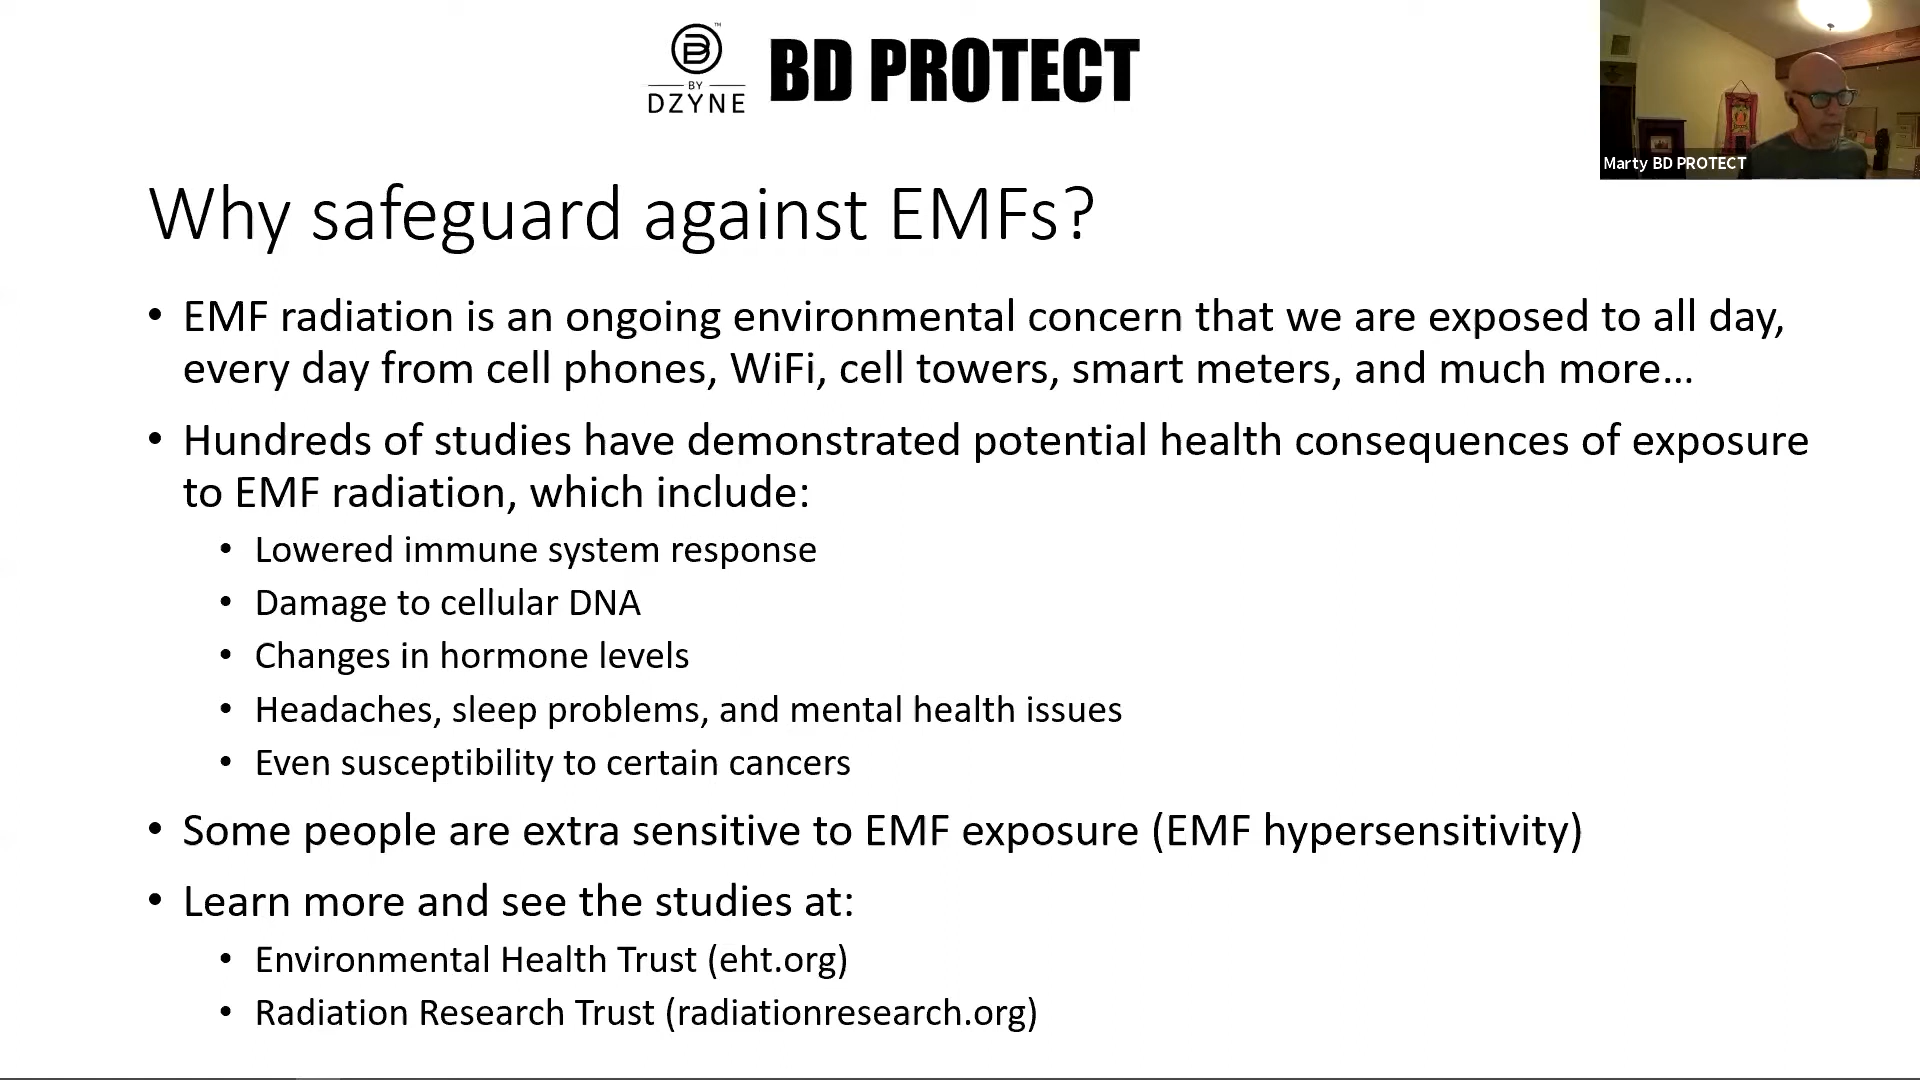 B™
BY
DZYNE
BD PROTECT
Marty BD PROTECT
Why safeguard against EMFs?
• EMF radiation is an ongoing environmental concern that we are exposed to all day,
every day from cell phones, WiFi, cell towers, smart meters, and much more…
• Hundreds of studies have demonstrated potential health consequences of exposure
to EMF radiation, which include:
• Lowered immune system response
• Damage to cellular DNA
• Changes in hormone levels
• Headaches, sleep problems, and mental health issues
• Even susceptibility to certain cancers
• Some people are extra sensitive to EMF exposure (EMF hypersensitivity)
• Learn more and see the studies at:
• Environmental Health Trust (eht.org)
• Radiation Research Trust (radiationresearch.org)